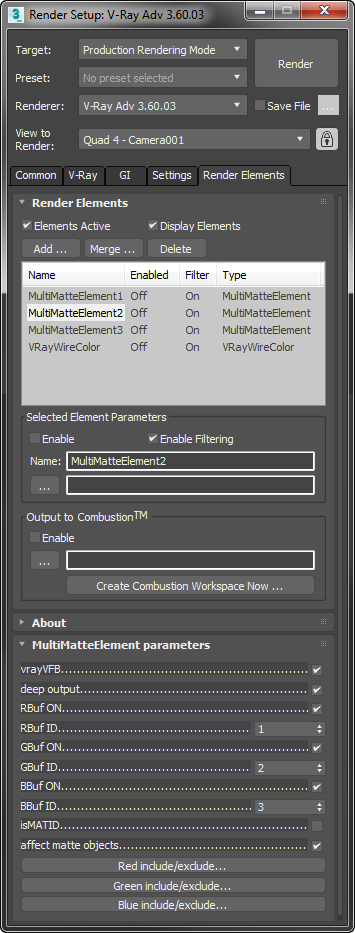 Render Setup: V-Ray Adv 3.60.03
Target: Production Rendering Mode
Render
Preset: No preset selected
Renderer: V-Ray Adv 3.60.03
Save File ...
View to Render: Quad 4 - Camera001
Common V-Ray GI Settings Render Elements
Render Elements
Elements Active Display Elements
Add ... Merge ... Delete
Name Enabled Filter Type
MultiMatteElement1 Off On MultiMatteElement
MultiMatteElement2 Off On MultiMatteElement
MultiMatteElement3 Off On MultiMatteElement
VRayWireColor Off On VRayWireColor
Selected Element Parameters
Enable Enable Filtering
Name: MultiMatteElement2
...
Output to Combustion™
Enable
...
Create Combustion Workspace Now ...
About
MultiMatteElement parameters
vrayVFB
deep output
RBuf ON
RBuf ID 1
GBuf ON
GBuf ID 2
BBuf ON
BBuf ID 3
isMATID
affect matte objects
Red include/exclude...
Green include/exclude...
Blue include/exclude...